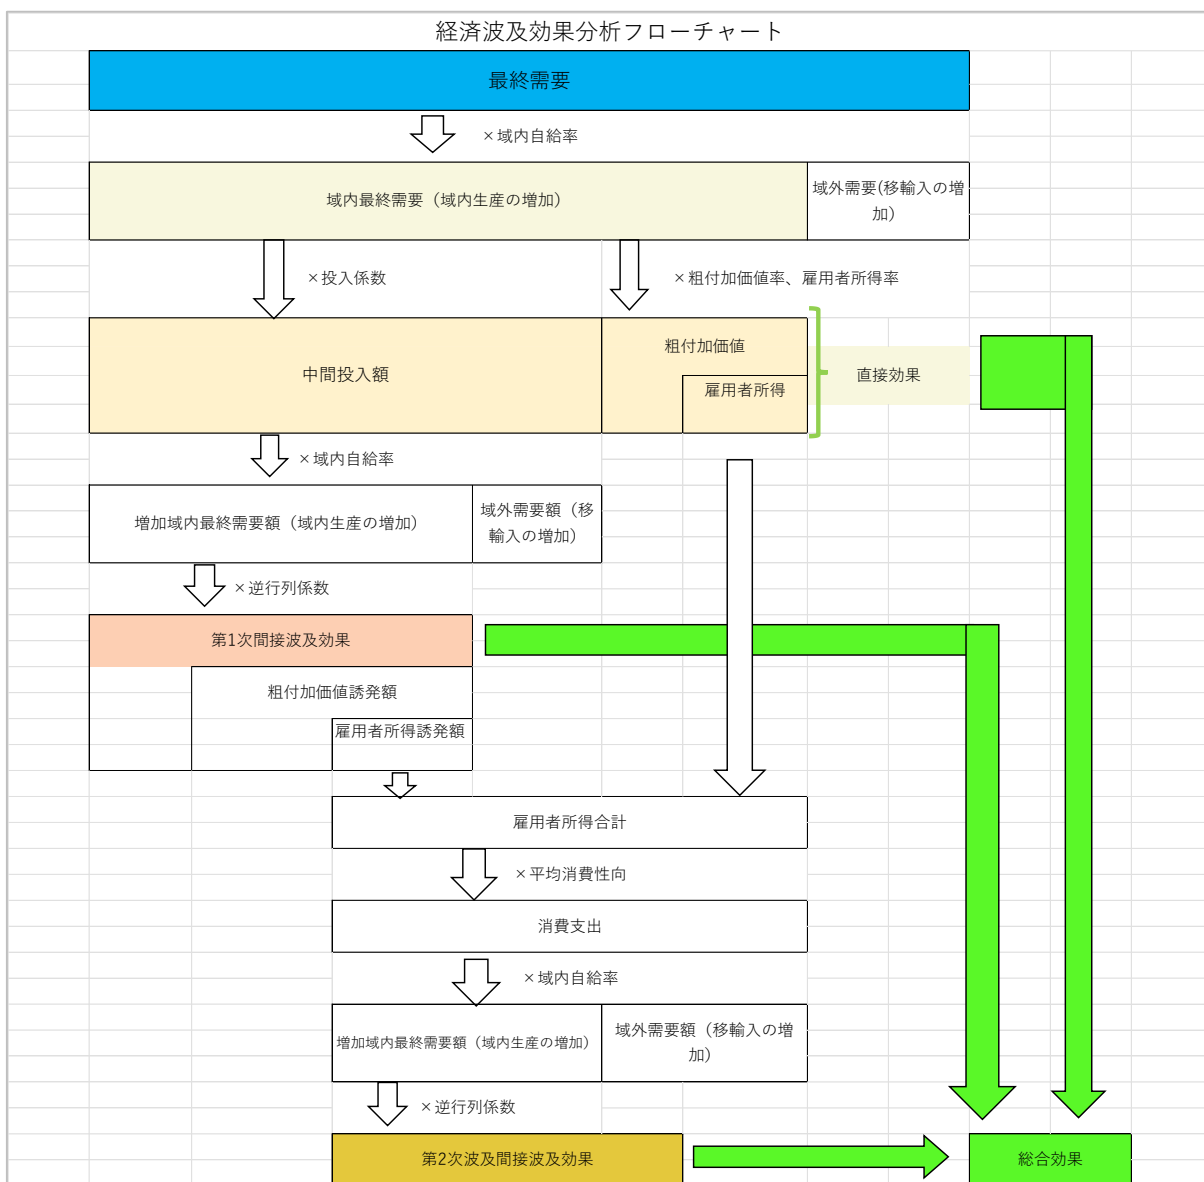 経済波及効果分析フローチャート
最終需要
×域内自給率
域内最終需要（域内生産の増加）
域外需要(移輸入の増
加）
×投入係数
×粗付加価値率、雇用者所得率
中間投入額
粗付加価値
雇用者所得
直接効果
×域内自給率
増加域内最終需要額（域内生産の増加）
域外需要額（移
輸入の増加）
×逆行列係数
第1次間接波及効果
粗付加価値誘発額
雇用者所得誘発額
雇用者所得合計
×平均消費性向
消費支出
×域内自給率
増加域内最終需要額（域内生産の増加）
域外需要額（移輸入の増
加）
×逆行列係数
第2次波及間接波及効果
総合効果